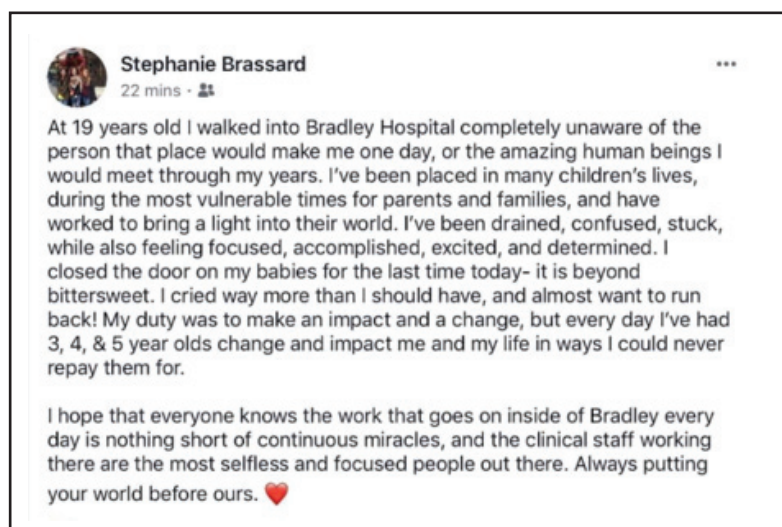 Stephanie Brassard
22 mins ·
At 19 years old I walked into Bradley Hospital completely unaware of the
person that place would make me one day, or the amazing human beings I
would meet through my years. I've been placed in many children's lives,
during the most vulnerable times for parents and families, and have
worked to bring a light into their world. I've been drained, confused, stuck,
while also feeling focused, accomplished, excited, and determined. I
closed the door on my babies for the last time today- it is beyond
bittersweet. I cried way more than I should have, and almost want to run
back! My duty was to make an impact and a change, but every day I've had
3, 4, & 5 year olds change and impact me and my life in ways I could never
repay them for.
I hope that everyone knows the work that goes on inside of Bradley every
day is nothing short of continuous miracles, and the clinical staff working
there are the most selfless and focused people out there. Always putting
your world before ours. ❤️